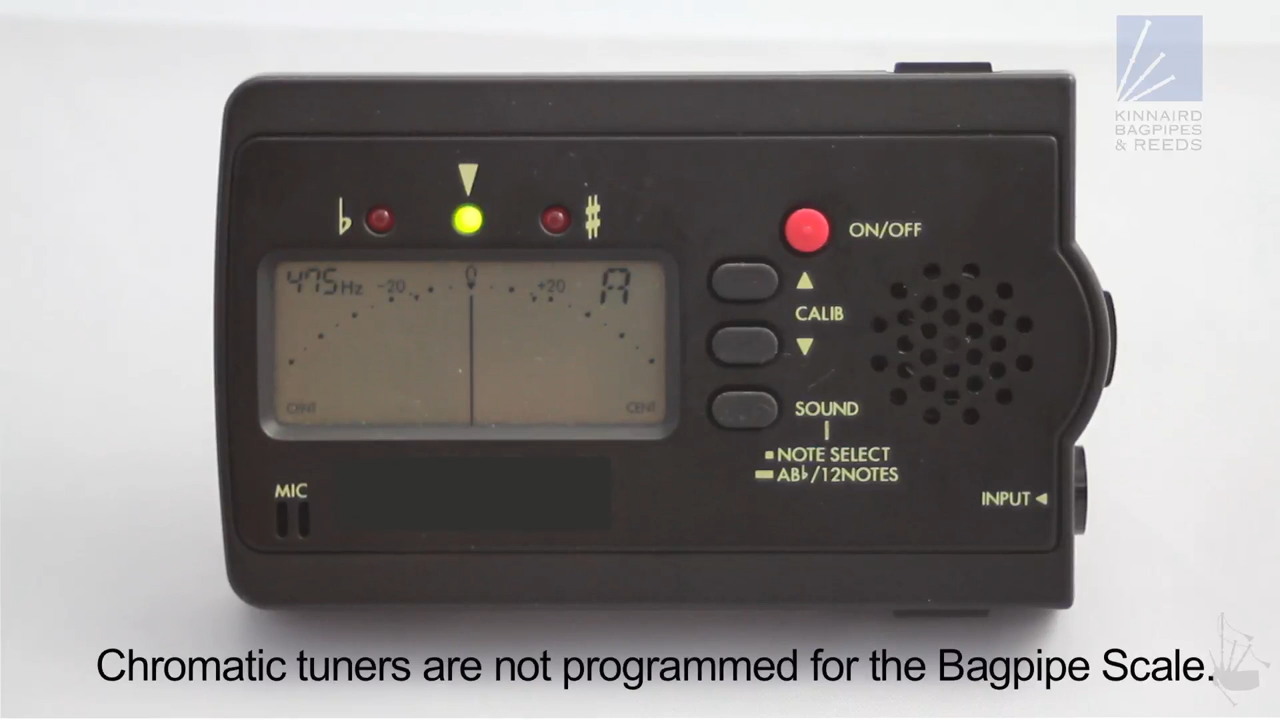 KINNAIRD
BAGPIPES
& REEDS
♭ ♯
ON/OFF
475Hz -20 0 +20 A
▲
CALIB
▼
CENT CENT
SOUND
NOTE SELECT
AB♭/12NOTES
MIC
INPUT ◀
Chromatic tuners are not programmed for the Bagpipe Scale.